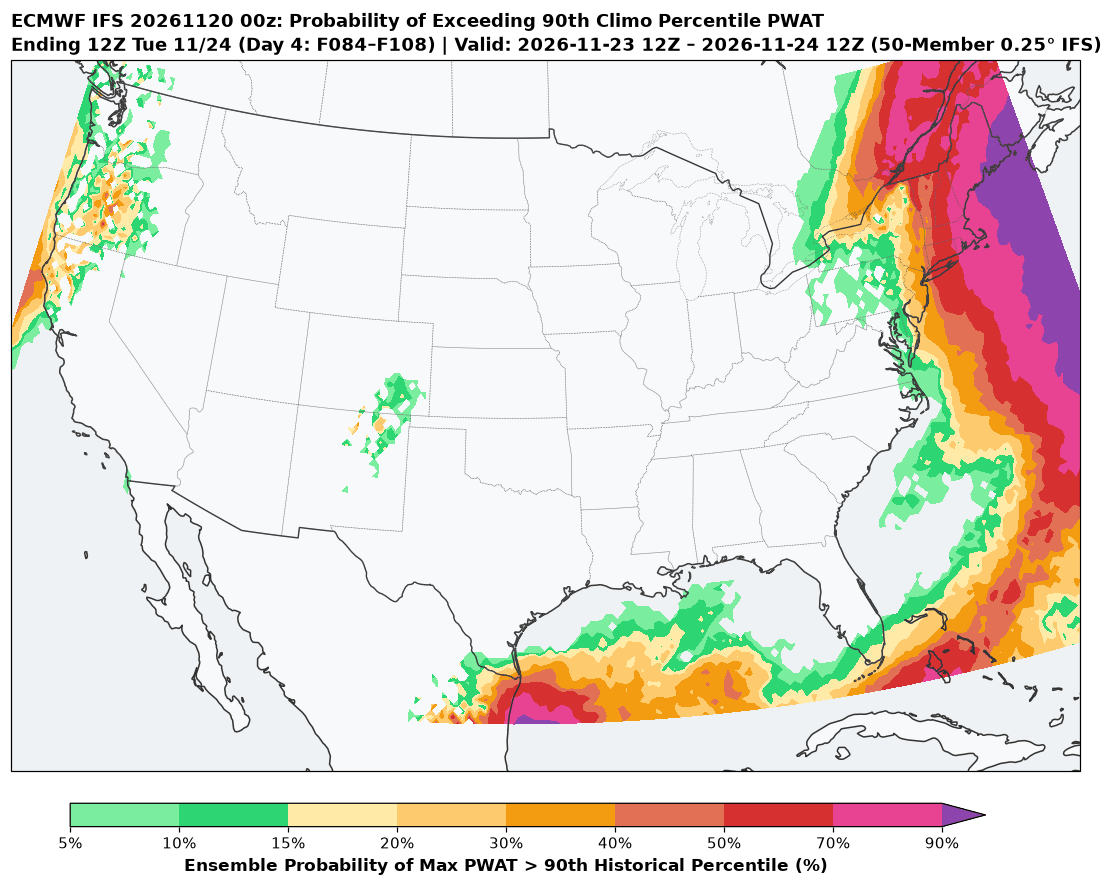 ECMWF IFS 20261120 00z: Probability of Exceeding 90th Climo Percentile PWAT
Ending 12Z Tue 11/24 (Day 4: F084–F108) | Valid: 2026-11-23 12Z – 2026-11-24 12Z (50-Member 0.25° IFS)
5% 10% 15% 20% 30% 40% 50% 70% 90%
Ensemble Probability of Max PWAT > 90th Historical Percentile (%)